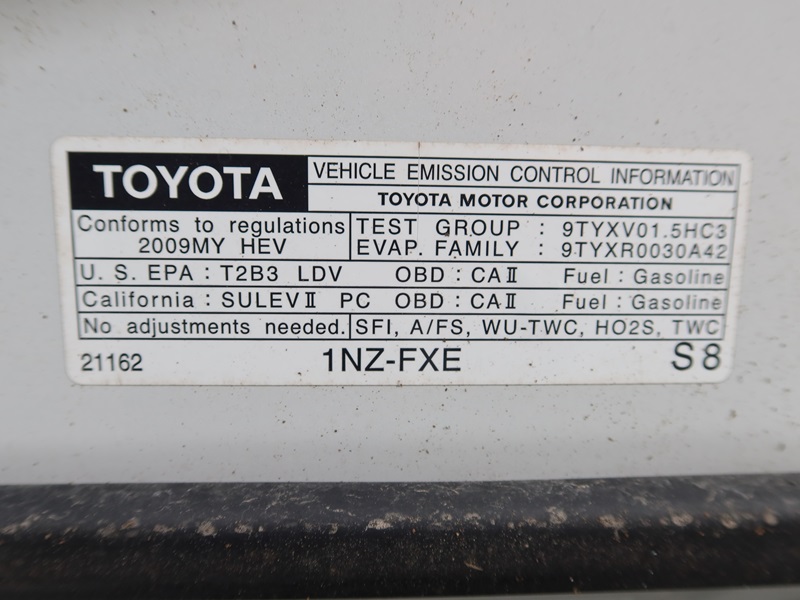 TOYOTA
VEHICLE EMISSION CONTROL INFORMATION
TOYOTA MOTOR CORPORATION
Conforms to regulations
2009MY HEV
TEST GROUP : 9TYXV01.5HC3
EVAP. FAMILY : 9TYXR0030A42
U. S. EPA : T2B3 LDV OBD : CAⅡ Fuel : Gasoline
California : SULEVⅡ PC OBD : CAⅡ Fuel : Gasoline
No adjustments needed. SFI, A/FS, WU-TWC, HO2S, TWC
21162 1NZ-FXE S8